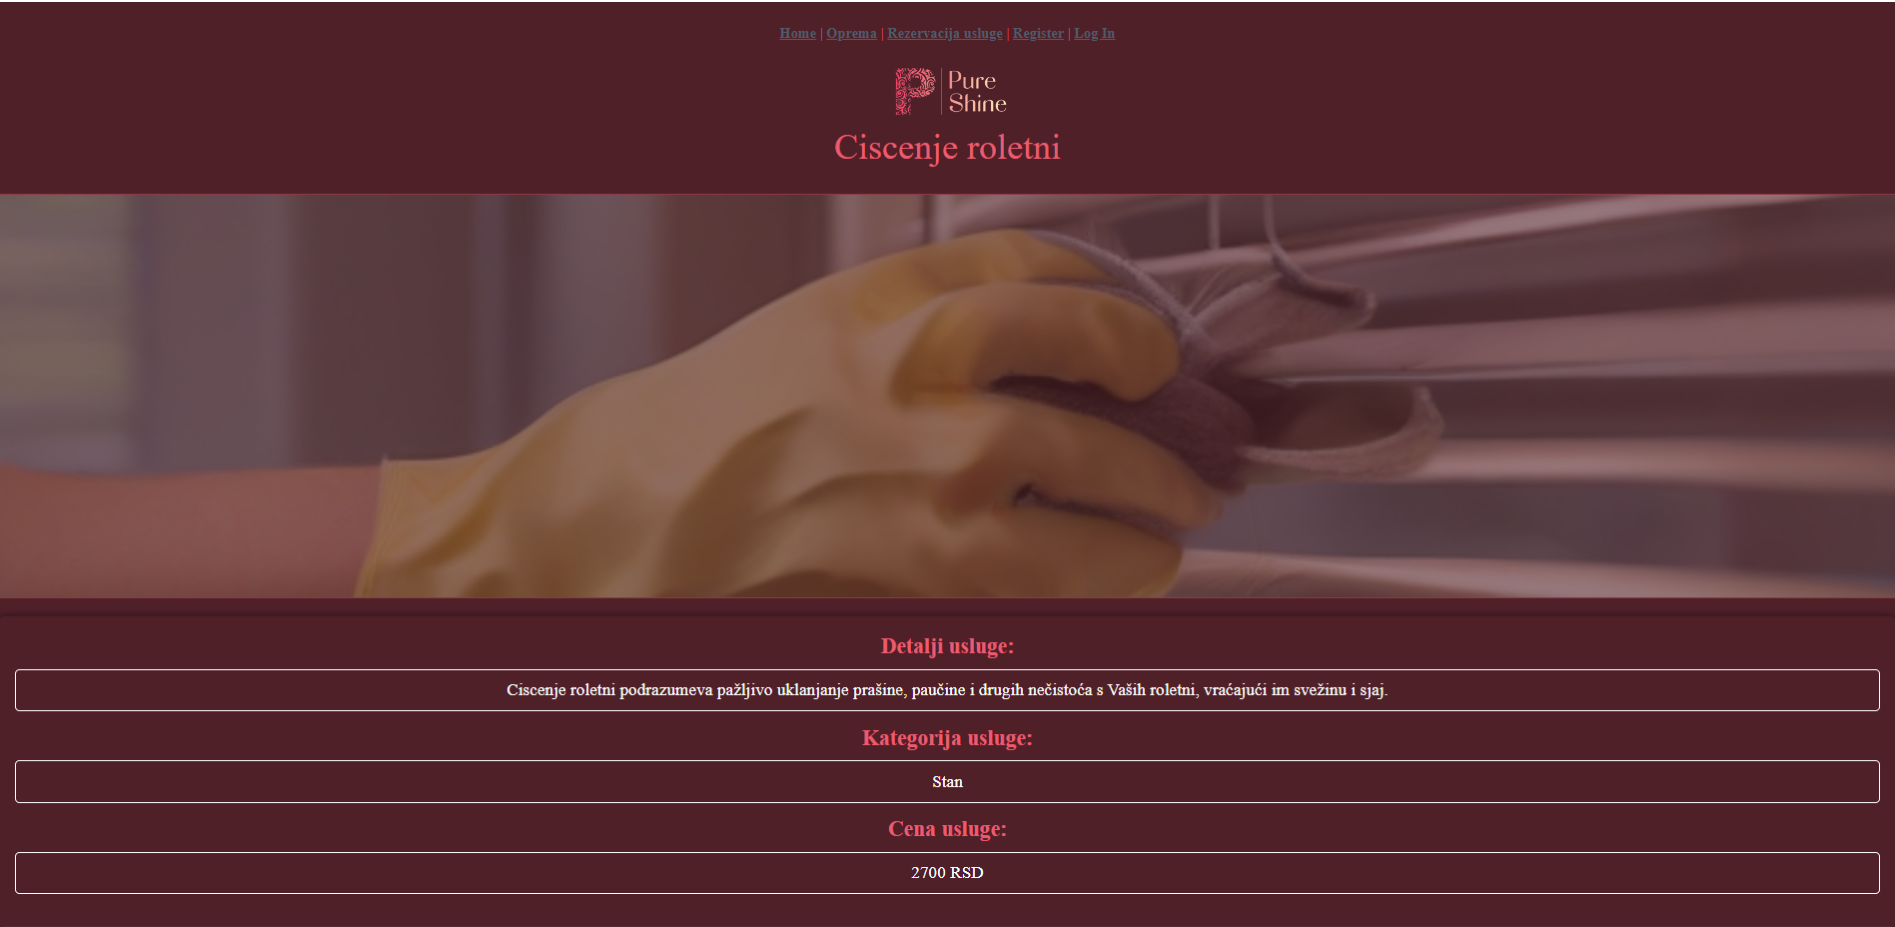 Home | Oprema | Rezervacija usluge | Register | Log In
Pure
Shine
Ciscenje roletni
Detalji usluge:
Ciscenje roletni podrazumeva pažljivo uklanjanje prašine, paučine i drugih nečistoća s Vaših roletni, vraćajući im svežinu i sjaj.
Kategorija usluge:
Stan
Cena usluge:
2700 RSD